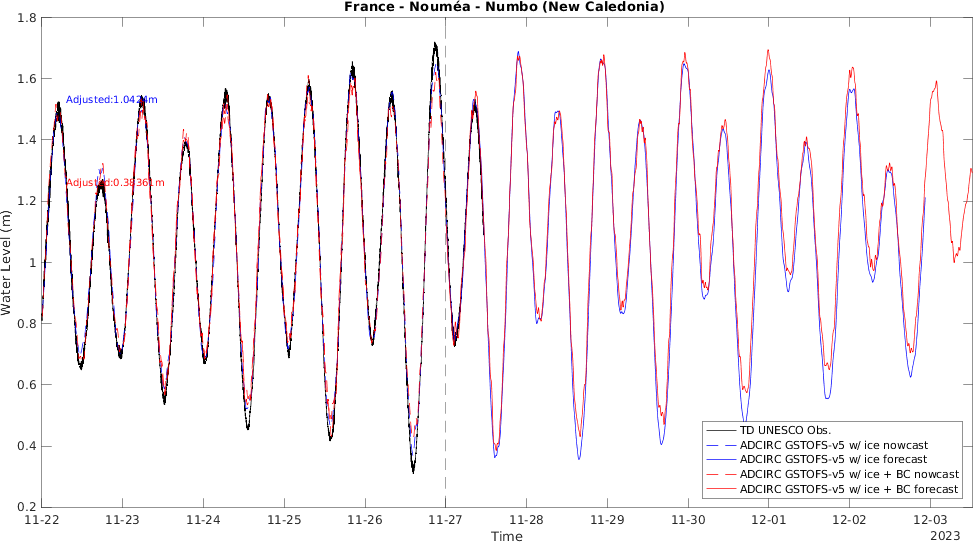 France - Nouméa - Numbo (New Caledonia)
1.8
1.6
1.4
1.2
1
0.8
0.6
0.4
0.2
Water Level (m)
Adjusted:1.0424m
Adjusted:0.38361m
TD UNESCO Obs.
ADCIRC GSTOFS-v5 w/ ice nowcast
ADCIRC GSTOFS-v5 w/ ice forecast
ADCIRC GSTOFS-v5 w/ ice + BC nowcast
ADCIRC GSTOFS-v5 w/ ice + BC forecast
11-22 11-23 11-24 11-25 11-26 11-27 11-28 11-29 11-30 12-01 12-02 12-03
Time
2023